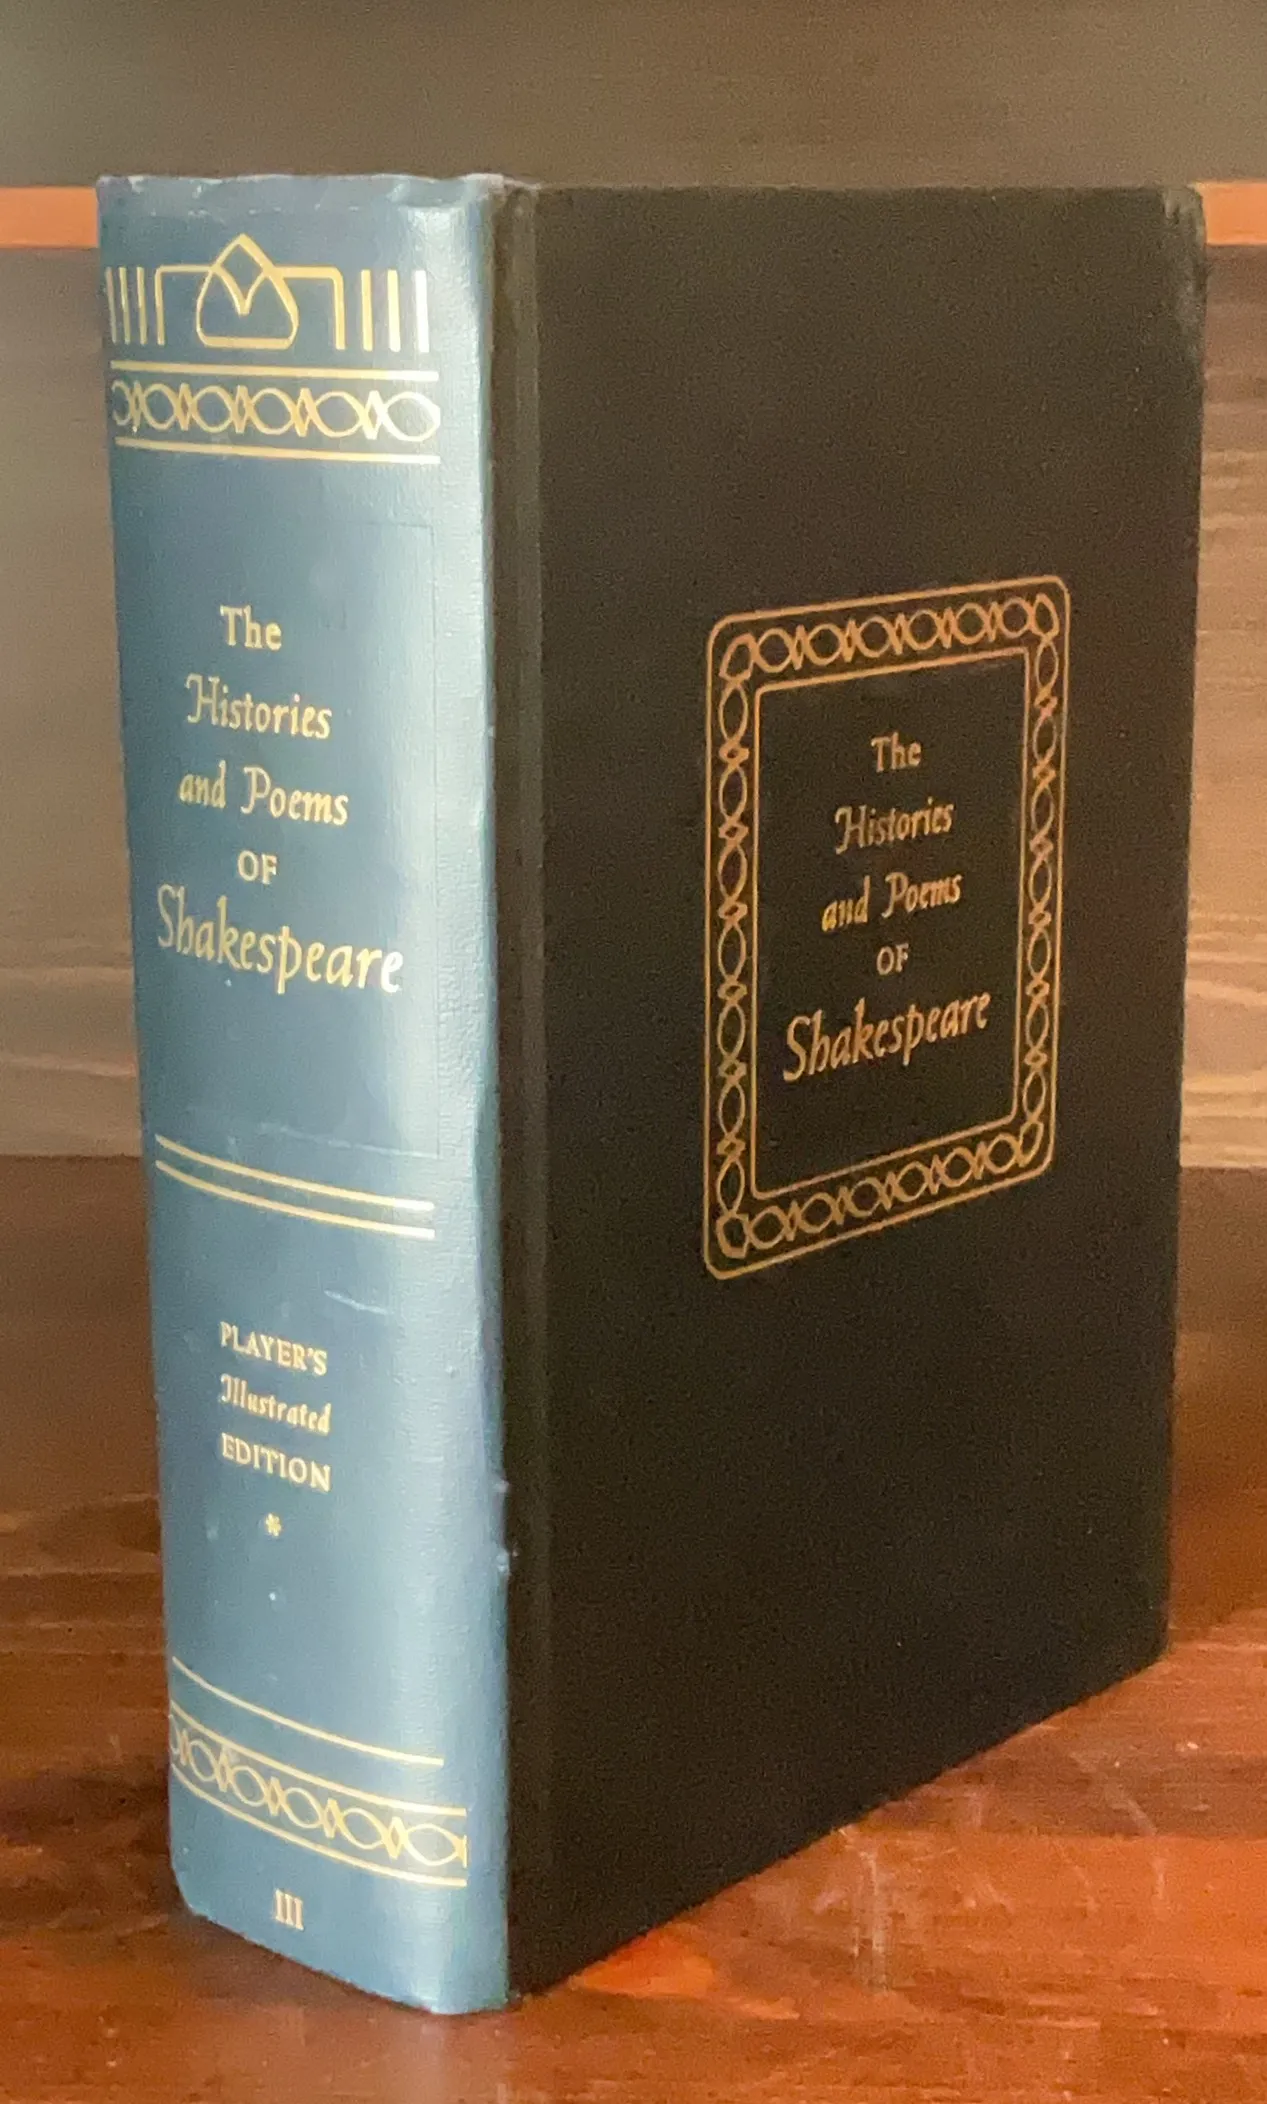 The
Histories
and Poems
OF
Shakespeare
PLAYER'S
Illustrated
EDITION
*
III
The
Histories
and Poems
OF
Shakespeare